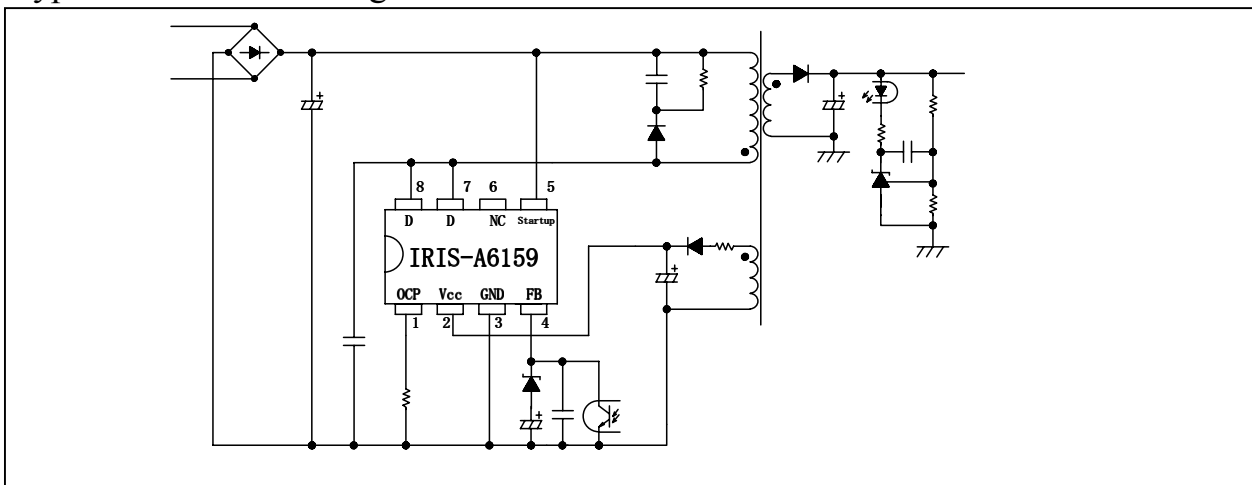 8 7 6 5
D D NC Startup
IRIS-A6159
OCP Vcc GND FB
1 2 3 4